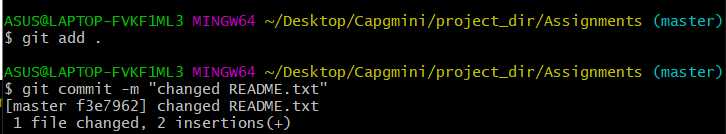 ASUS@LAPTOP-FVKF1ML3 MINGW64 ~/Desktop/Capgmini/project_dir/Assignments (master)
$ git add .
ASUS@LAPTOP-FVKF1ML3 MINGW64 ~/Desktop/Capgmini/project_dir/Assignments (master)
$ git commit -m "changed README.txt"
[master f3e7962] changed README.txt
 1 file changed, 2 insertions(+)